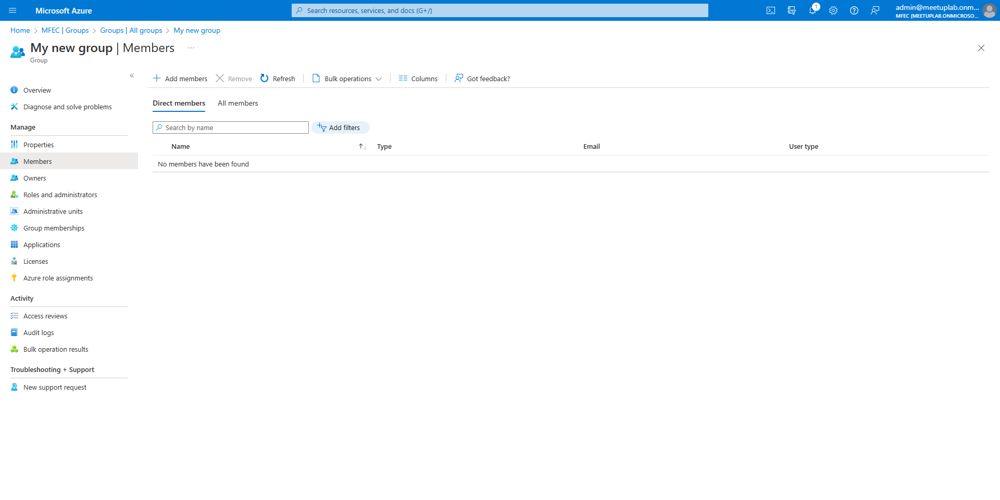 Microsoft Azure
Search resources, services, and docs (G+/)
1
admin@meetuplab.onm...
MFEC (MEETUPLAB.ONMICROSO...
Home > MFEC | Groups > Groups | All groups > My new group
My new group | Members ...
Group
«
Add members Remove Refresh Bulk operations Columns Got feedback?
Overview
Diagnose and solve problems
Manage
Properties
Members
Owners
Roles and administrators
Administrative units
Group memberships
Applications
Licenses
Azure role assignments
Activity
Access reviews
Audit logs
Bulk operation results
Troubleshooting + Support
New support request
Direct members All members
Search by name Add filters
Name Type Email User type
No members have been found